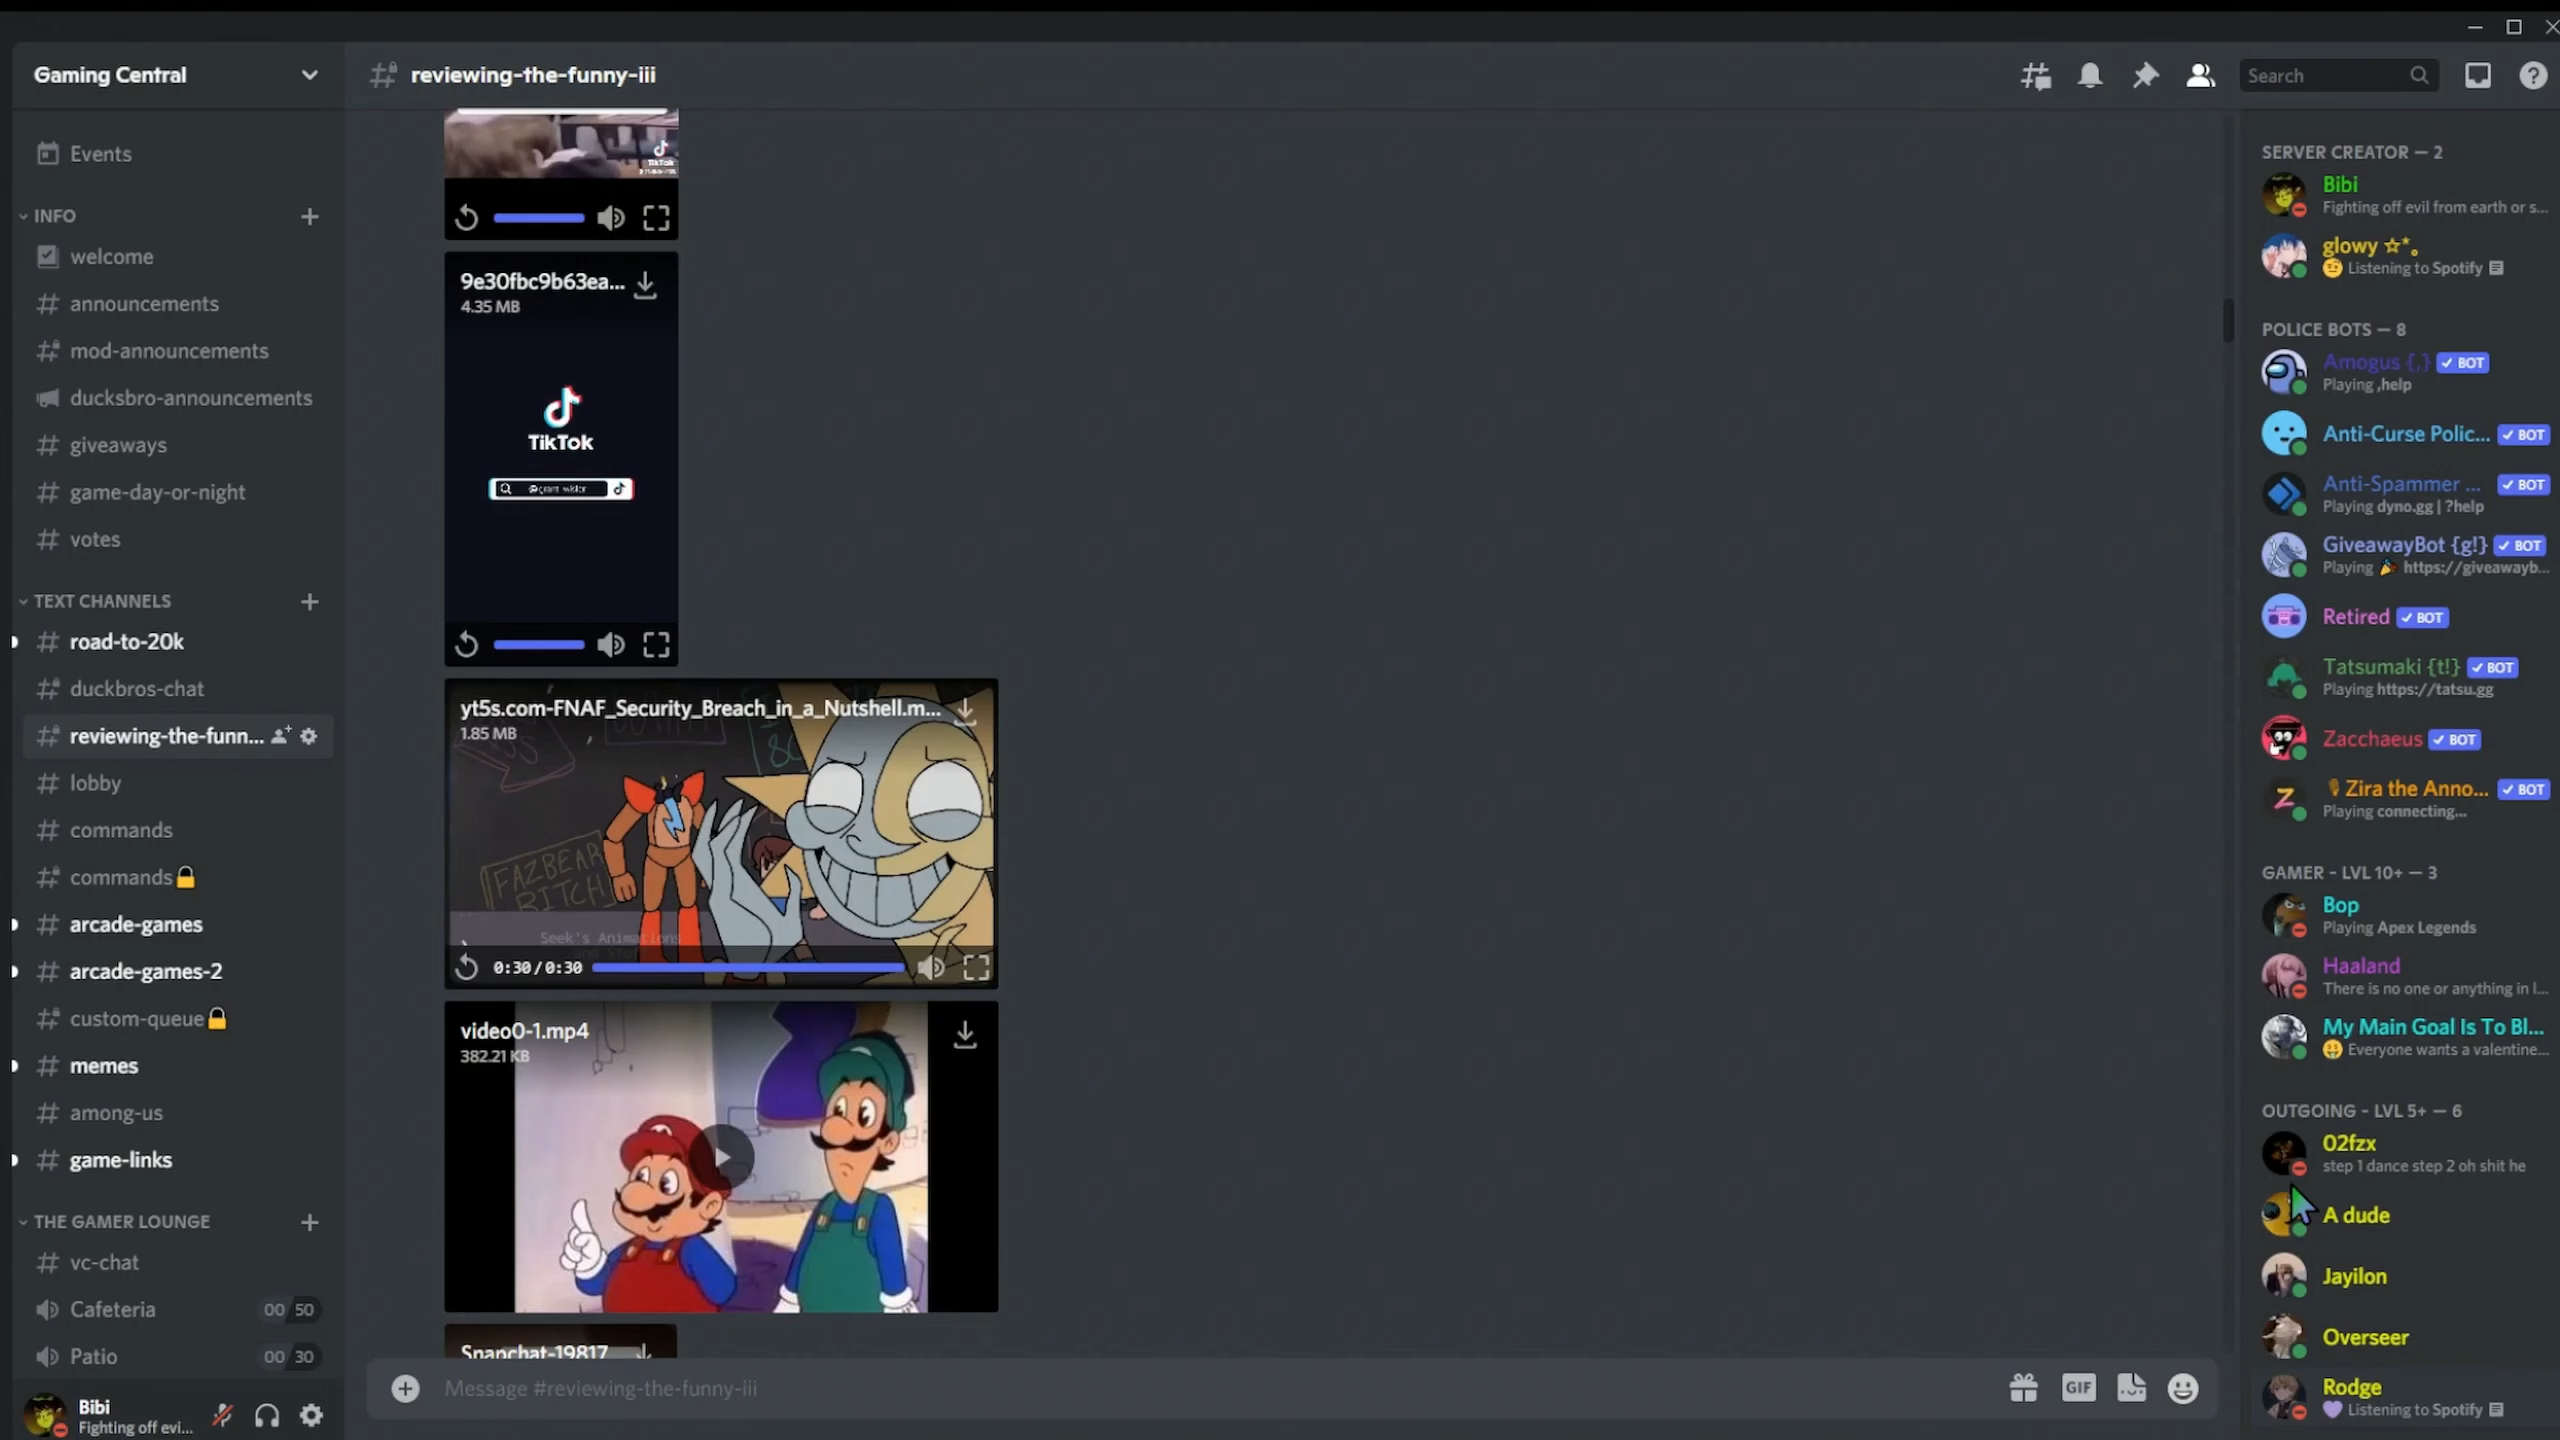 Gaming Central
Events
INFO
welcome
announcements
mod-announcements
ducksbro-announcements
giveaways
game-day-or-night
votes
TEXT CHANNELS
road-to-20k
duckbros-chat
reviewing-the-funn...
lobby
commands
commands
arcade-games
arcade-games-2
custom-queue
memes
among-us
game-links
THE GAMER LOUNGE
vc-chat
Cafeteria 00 50
Patio 00 30
Bibi
Fighting off evi...
reviewing-the-funny-iii
Search
TikTok
9e30fbc9b63ea...
4.35 MB
TikTok
yt5s.com-FNAF_Security_Breach_in_a_Nutshell.m...
1.85 MB
FAZBEAR
BITCH
Seek's Animations
0:30/0:30
video0-1.mp4
382.21 KB
Snapchat-19817
Message #reviewing-the-funny-iii
GIF
SERVER CREATOR — 2
Bibi
Fighting off evil from earth or s...
glowy ☆*。
Listening to Spotify
POLICE BOTS — 8
Amogus {,} BOT
Playing ,help
Anti-Curse Polic... BOT
Anti-Spammer ... BOT
Playing dyno.gg | ?help
GiveawayBot {g!} BOT
Playing 🎉 https://giveawayb...
Retired BOT
Tatsumaki {t!} BOT
Playing https://tatsu.gg
Zacchaeus BOT
Zira the Anno... BOT
Playing connecting...
GAMER - LVL 10+ — 3
Bop
Playing Apex Legends
Haaland
There is no one or anything in l...
My Main Goal Is To Bl...
Everyone wants a valentine...
OUTGOING - LVL 5+ — 6
02fzx
step 1 dance step 2 oh shit he
A dude
Jayilon
Overseer
Rodge
Listening to Spotify